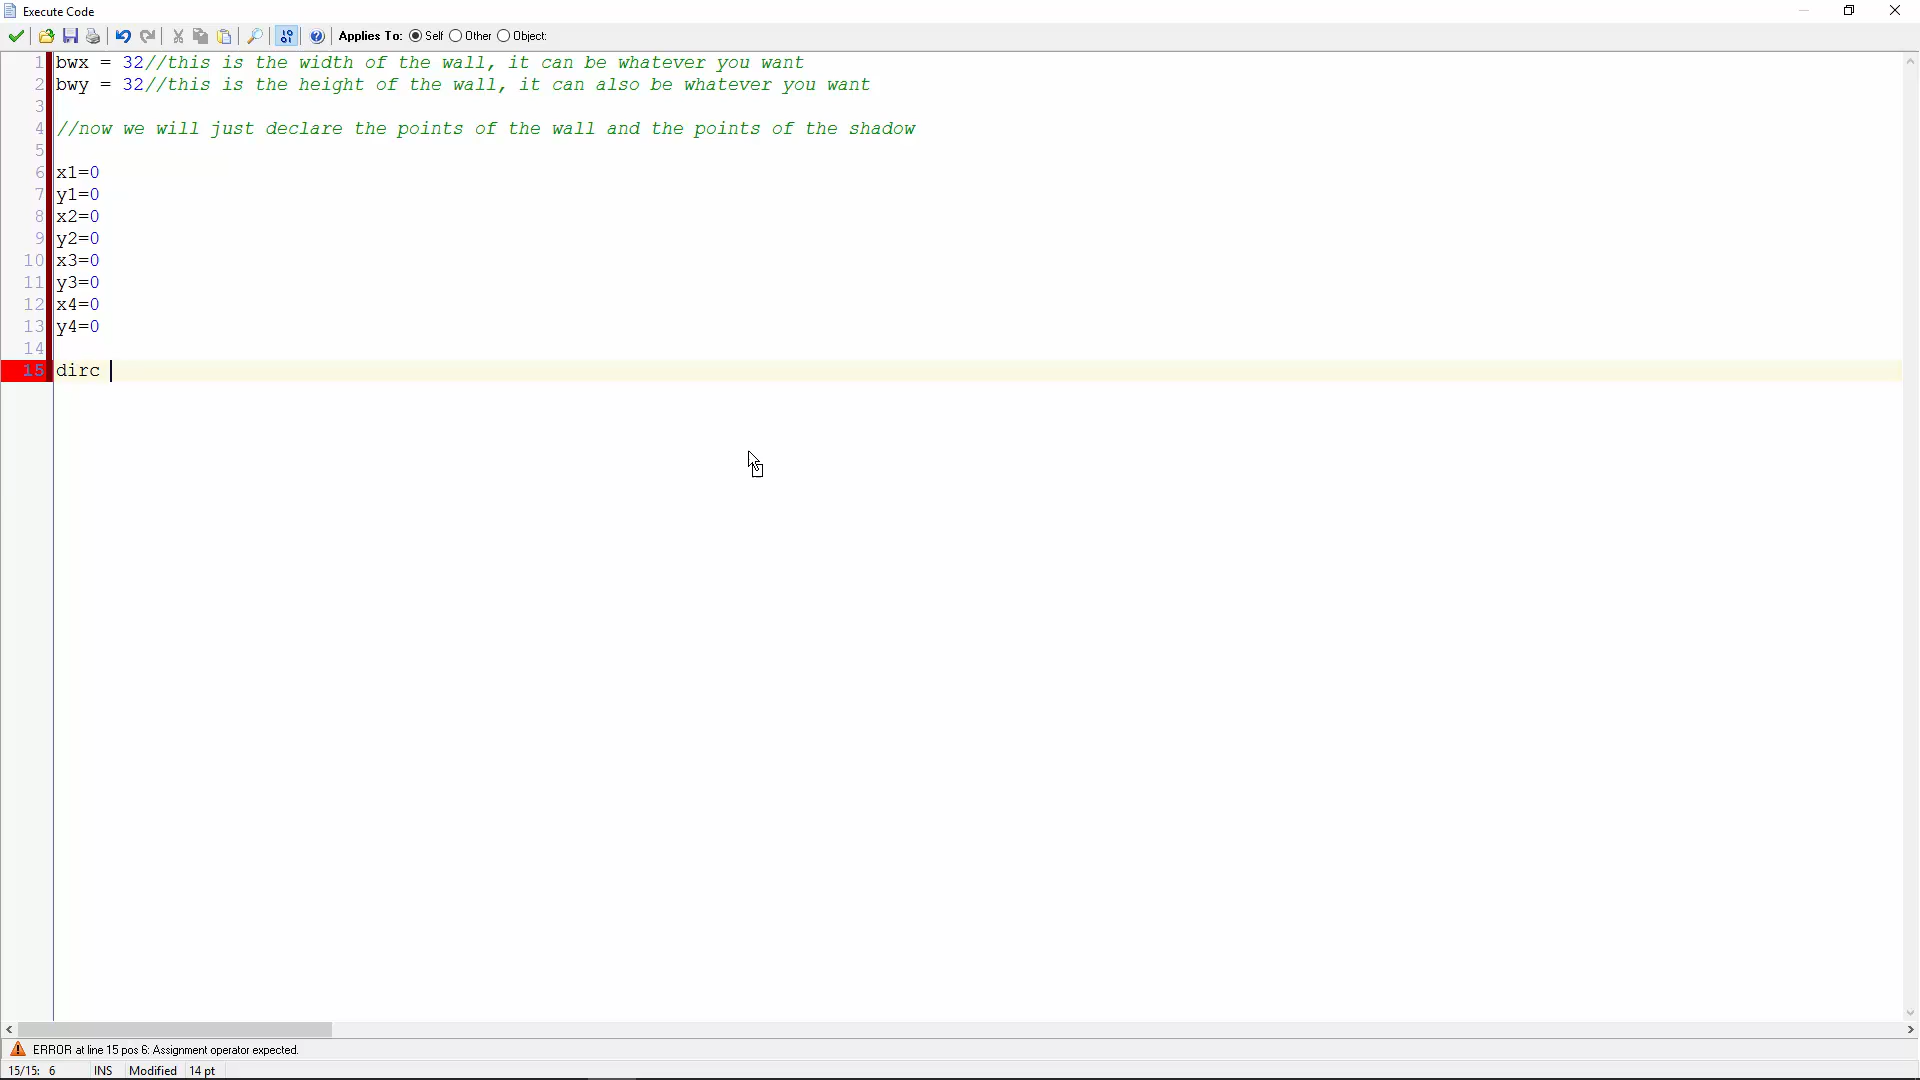 Execute Code
Applies To: Self Other Object:
1 bwx = 32//this is the width of the wall, it can be whatever you want
2 bwy = 32//this is the height of the wall, it can also be whatever you want
3
4 //now we will just declare the points of the wall and the points of the shadow
5
6 x1=0
7 y1=0
8 x2=0
9 y2=0
10 x3=0
11 y3=0
12 x4=0
13 y4=0
14
15 dirc
ERROR at line 15 pos 6: Assignment operator expected.
15/15: 6 INS Modified 14 pt